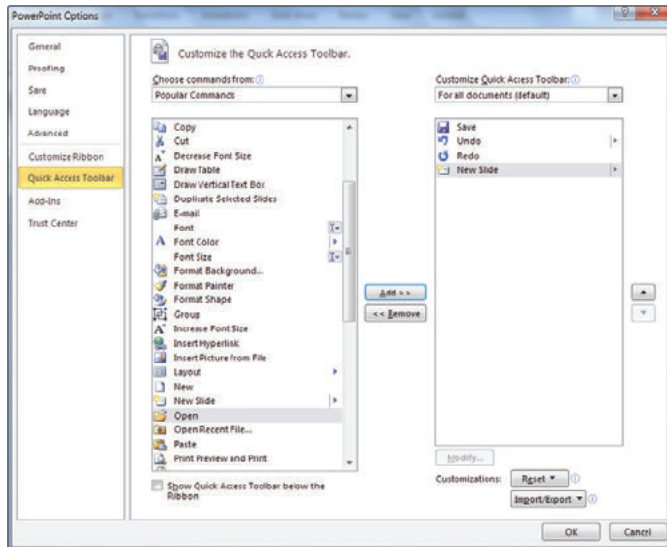 PowerPoint Options
General
Proofing
Save
Language
Advanced
Customize Ribbon
Quick Access Toolbar
Add-Ins
Trust Center
Customize the Quick Access Toolbar.
Choose commands from:
Popular Commands
Copy
Cut
Decrease Font Size
Draw Table
Draw Vertical Text Box
Duplicate Selected Slides
E-mail
Font
Font Color
Font Size
Format Background...
Format Painter
Format Shape
Group
Increase Font Size
Insert Hyperlink
Insert Picture from File
Layout
New
New Slide
Open
Open Recent File...
Paste
Print Preview and Print
Show Quick Access Toolbar below the
Ribbon
Add >>
<< Remove
Customize Quick Access Toolbar:
For all documents (default)
Save
Undo
Redo
New Slide
Modify...
Customizations:
Reset
Import/Export
OK
Cancel